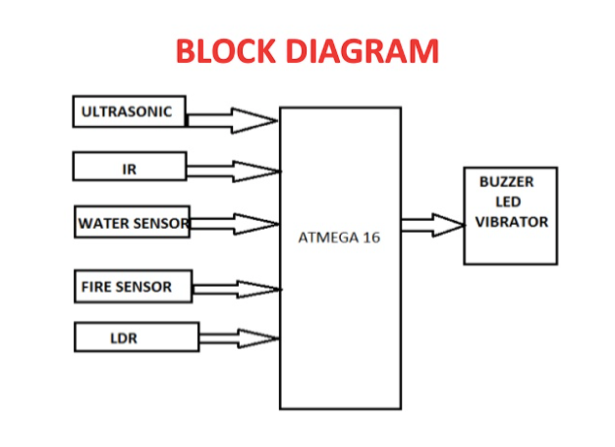 BLOCK DIAGRAM
ULTRASONIC
IR
WATER SENSOR
FIRE SENSOR
LDR
ATMEGA 16
BUZZER
LED
VIBRATOR